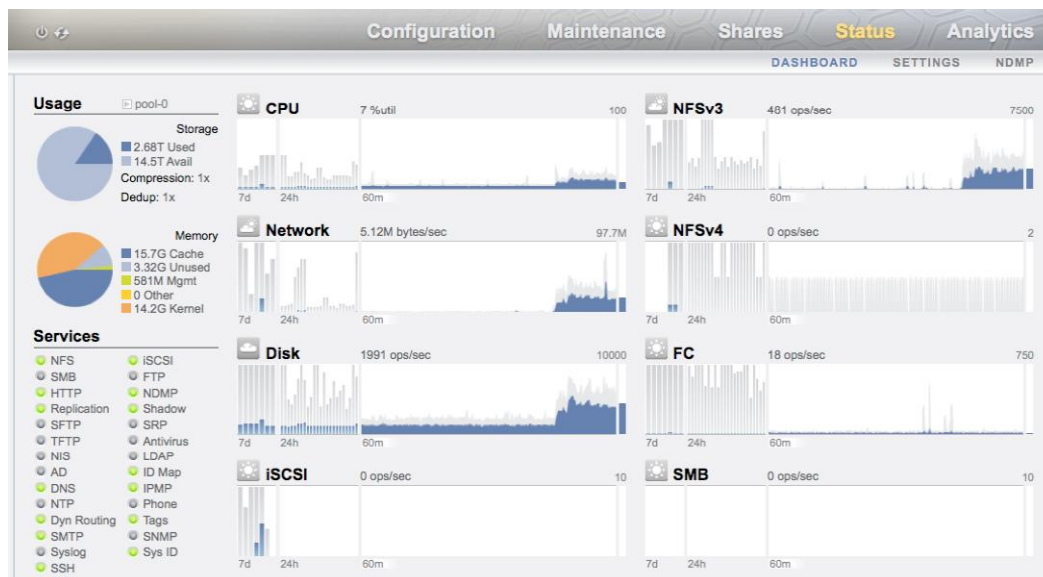 Configuration Maintenance Shares Status Analytics
DASHBOARD SETTINGS NDMP
Usage
pool-0
Storage
2.68T Used
14.5T Avail
Compression: 1x
Dedup: 1x
Memory
15.7G Cache
3.32G Unused
581M Mgmt
0 Other
14.2G Kernel
Services
NFS iSCSI
SMB FTP
HTTP NDMP
Replication Shadow
SFTP SRP
TFTP Antivirus
NIS LDAP
AD ID Map
DNS IPMP
NTP Phone
Dyn Routing Tags
SMTP SNMP
Syslog Sys ID
SSH
CPU 7 %util 100
7d 24h 60m
NFSv3 481 ops/sec 7500
7d 24h 60m
Network 5.12M bytes/sec 97.7M
7d 24h 60m
NFSv4 0 ops/sec 2
7d 24h 60m
Disk 1991 ops/sec 10000
7d 24h 60m
FC 18 ops/sec 750
7d 24h 60m
iSCSI 0 ops/sec 10
7d 24h 60m
SMB 0 ops/sec 10
7d 24h 60m